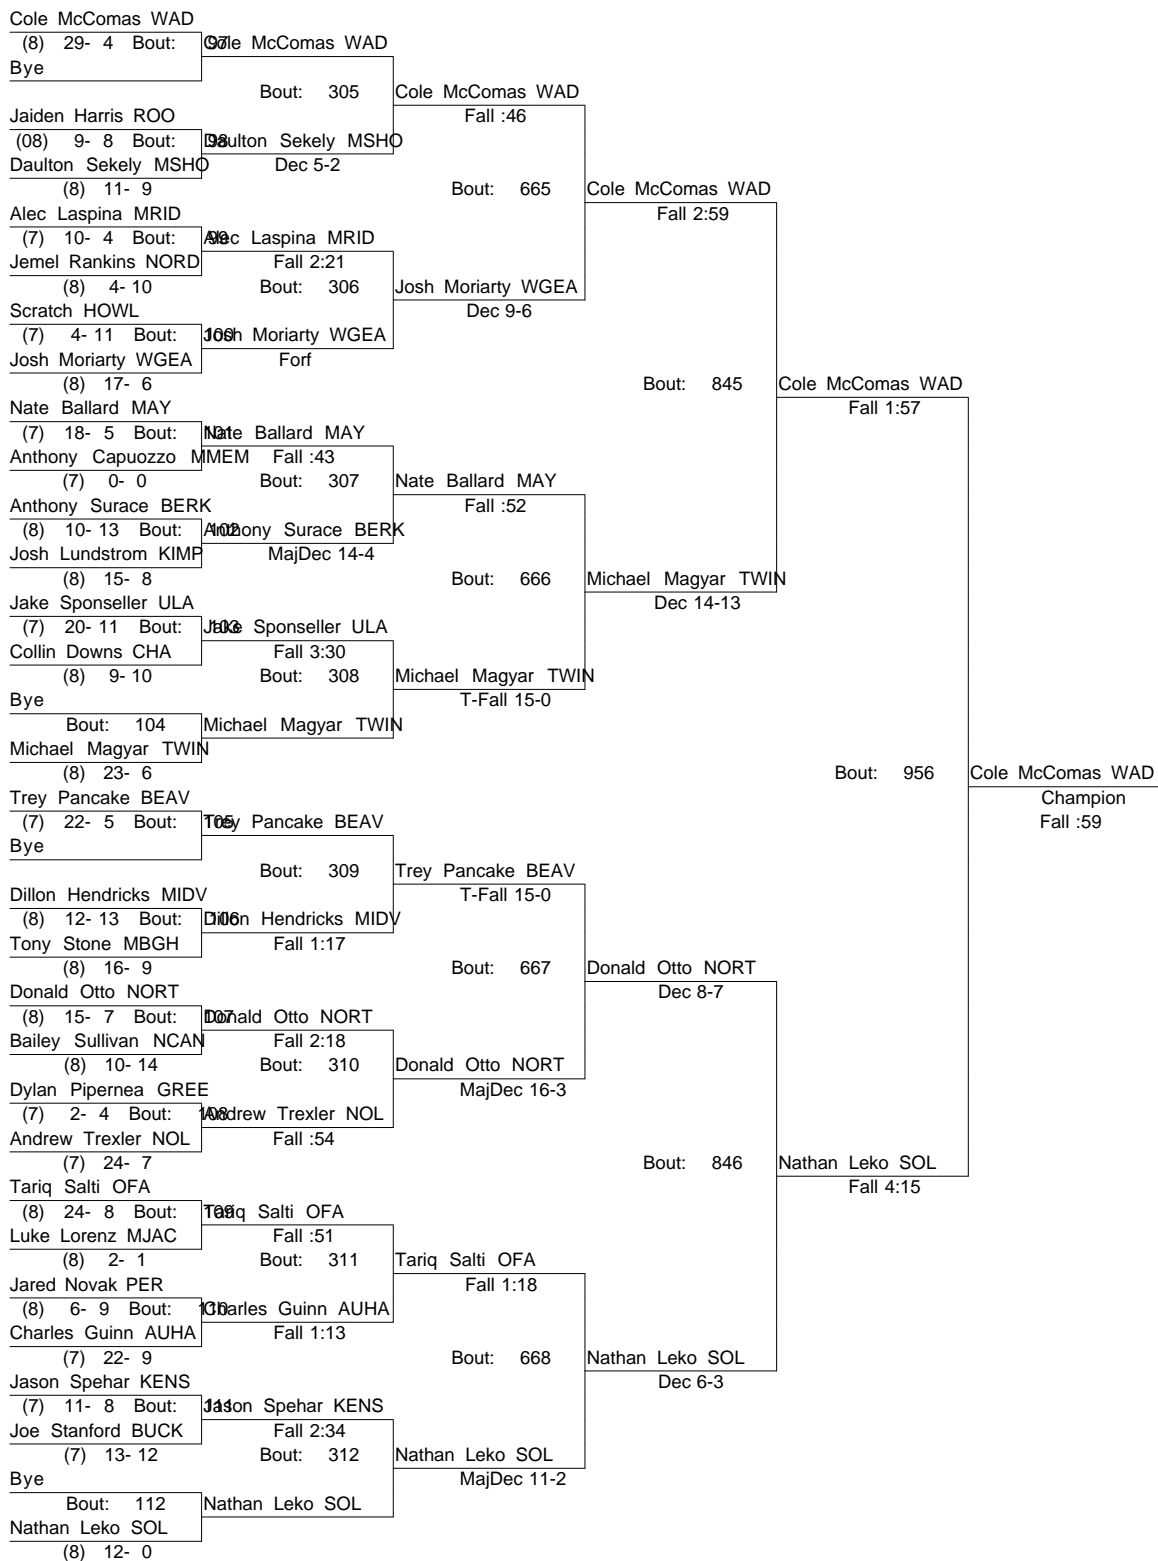 Cole McComas WAD
(8) 29- 4 Bout: 97
Cole McComas WAD
Bye
Bout: 305
Cole McComas WAD
Fall :46
Jaiden Harris ROO
(08) 9- 8 Bout: 98
Daulton Sekely MSHO
Daulton Sekely MSHO
Dec 5-2
(8) 11- 9
Bout: 665
Cole McComas WAD
Fall 2:59
Alec Laspina MRID
(7) 10- 4 Bout: 99
Alec Laspina MRID
Jemel Rankins NORD
Fall 2:21
(8) 4- 10
Bout: 306
Josh Moriarty WGEA
Dec 9-6
Scratch HOWL
(7) 4- 11 Bout: 100
Josh Moriarty WGEA
Josh Moriarty WGEA
Forf
(8) 17- 6
Bout: 845
Cole McComas WAD
Fall 1:57
Nate Ballard MAY
(7) 18- 5 Bout: 101
Nate Ballard MAY
Anthony Capuozzo MMEM
Fall :43
(7) 0- 0
Bout: 307
Nate Ballard MAY
Fall :52
Anthony Surace BERK
(8) 10- 13 Bout: 102
Anthony Surace BERK
Josh Lundstrom KIMP
MajDec 14-4
(8) 15- 8
Bout: 666
Michael Magyar TWIN
Dec 14-13
Jake Sponseller ULA
(7) 20- 11 Bout: 103
Jake Sponseller ULA
Collin Downs CHA
Fall 3:30
(8) 9- 10
Bout: 308
Michael Magyar TWIN
T-Fall 15-0
Bye
Bout: 104
Michael Magyar TWIN
Michael Magyar TWIN
(8) 23- 6
Bout: 956
Cole McComas WAD
Champion
Fall :59
Trey Pancake BEAV
(7) 22- 5 Bout: 105
Trey Pancake BEAV
Bye
Bout: 309
Trey Pancake BEAV
T-Fall 15-0
Dillon Hendricks MIDV
(8) 12- 13 Bout: 106
Dillon Hendricks MIDV
Tony Stone MBGH
Fall 1:17
(8) 16- 9
Bout: 667
Donald Otto NORT
Dec 8-7
Donald Otto NORT
(8) 15- 7 Bout: 107
Donald Otto NORT
Bailey Sullivan NCAN
Fall 2:18
(8) 10- 14
Bout: 310
Donald Otto NORT
MajDec 16-3
Dylan Pipernea GREE
(7) 2- 4 Bout: 108
Andrew Trexler NOL
Andrew Trexler NOL
Fall :54
(7) 24- 7
Bout: 846
Nathan Leko SOL
Fall 4:15
Tariq Salti OFA
(8) 24- 8 Bout: 109
Tariq Salti OFA
Luke Lorenz MJAC
Fall :51
(8) 2- 1
Bout: 311
Tariq Salti OFA
Fall 1:18
Jared Novak PER
(8) 6- 9 Bout: 110
Charles Guinn AUHA
Charles Guinn AUHA
Fall 1:13
(7) 22- 9
Bout: 668
Nathan Leko SOL
Dec 6-3
Jason Spehar KENS
(7) 11- 8 Bout: 111
Jason Spehar KENS
Joe Stanford BUCK
Fall 2:34
(7) 13- 12
Bout: 312
Nathan Leko SOL
MajDec 11-2
Bye
Bout: 112
Nathan Leko SOL
Nathan Leko SOL
(8) 12- 0